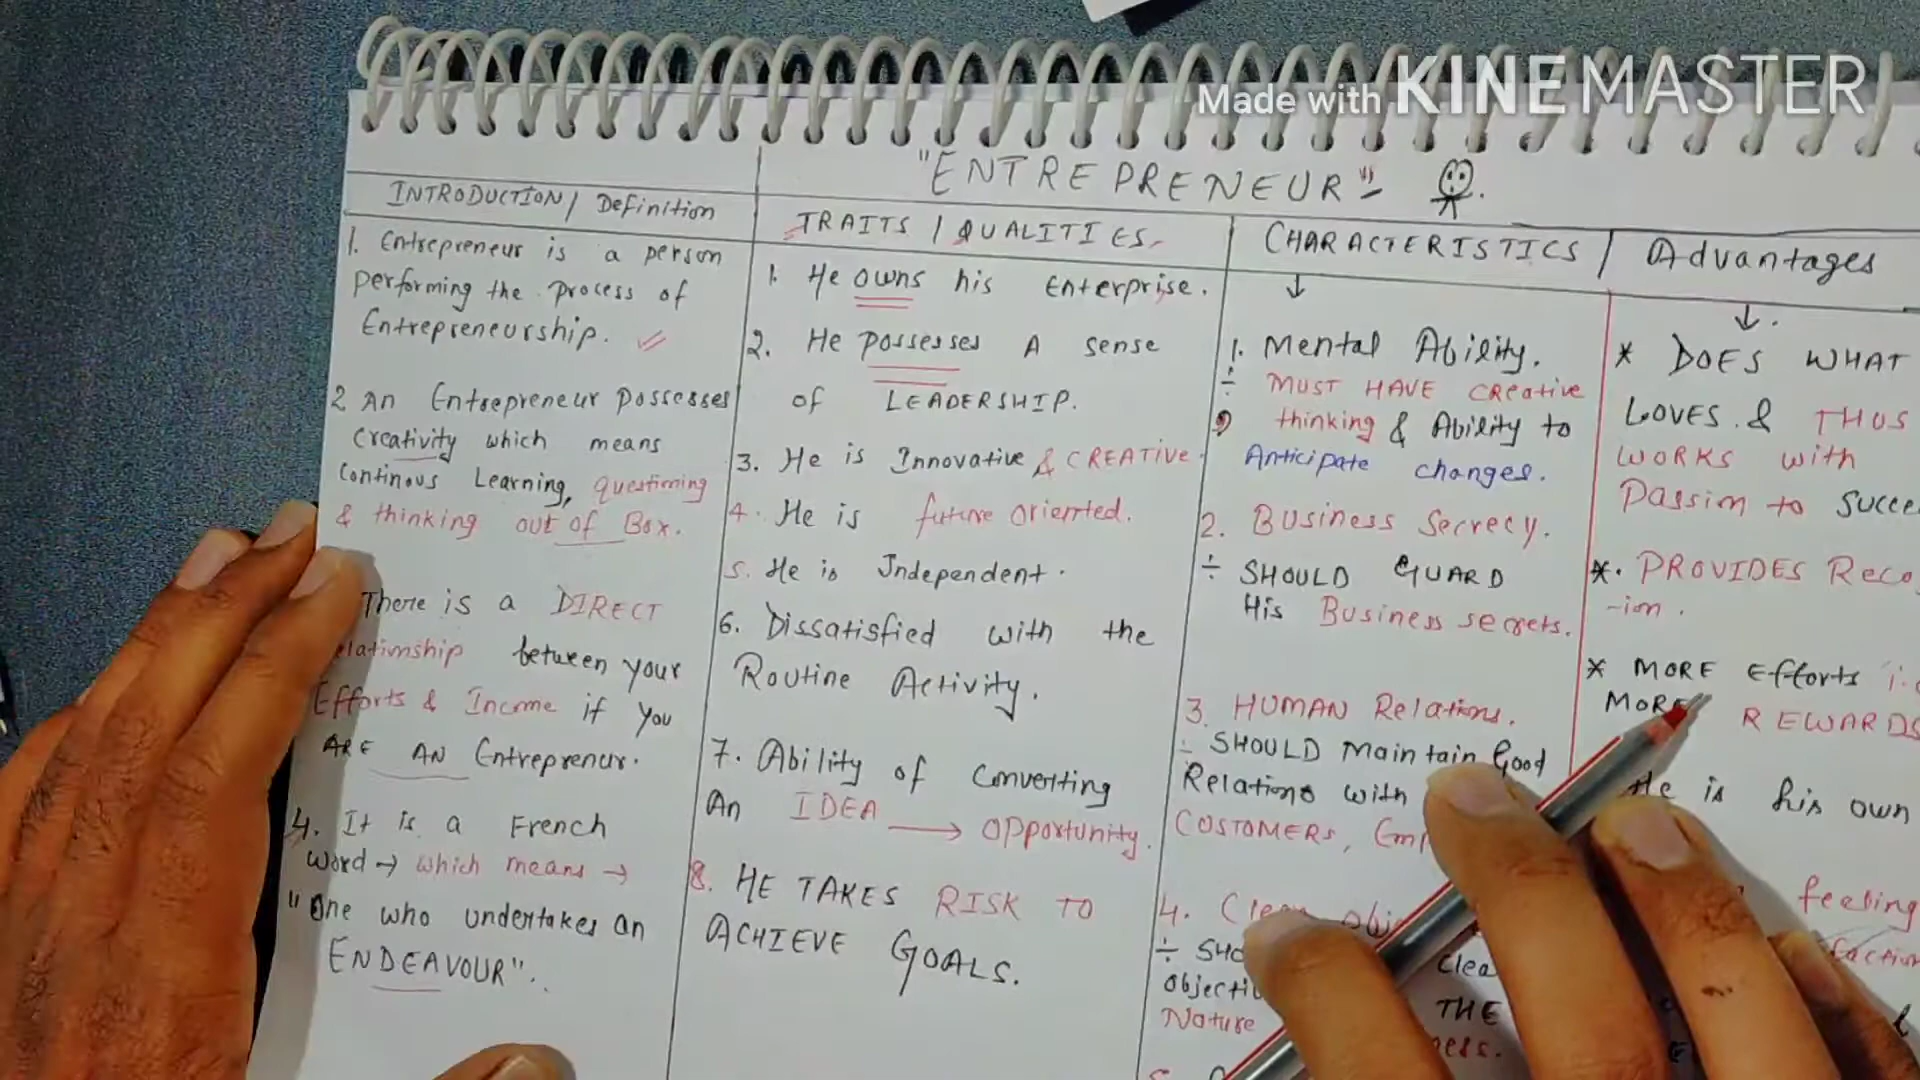 Made with KINEMASTER
"ENTREPRENEUR"
INTRODUCTION / Definition
1. Entrepreneur is a person
performing the process of
Entrepreneurship.
2 An Entrepreneur possesses
creativity which means
continous Learning, questioning
& thinking out of Box.
There is a DIRECT
between your
Efforts & Income if you
ARE AN Entreprenur.
4. It is a French
word → which means →
"One who undertakes an
ENDEAVOUR".
TRAITS / QUALITIES
1. He owns his Enterprise.
2. He possesses A sense
of LEADERSHIP.
3. He is Innovative & CREATIVE
4. He is future oriented.
5. He is Independent.
6. Dissatisfied with the
Routine Activity.
7. Ability of Converting
An IDEA → opportunity.
8. HE TAKES RISK TO
ACHIEVE GOALS.
CHARACTERISTICS /
↓
1. Mental Ability.
÷ MUST HAVE creative
thinking & Ability to
Anticipate changes.
2. Business Secrecy.
÷ SHOULD GUARD
His Business secrets.
3. HUMAN Relations.
÷ SHOULD Maintain Good
Relations with
COSTOMERS,
4. Clear
÷
Nature THE
Advantages
↓.
* DOES WHAT
LOVES. & THUS
WORKS with
Passion to
*. PROVIDES
-ion.
* MORE Efforts
MORE REWARDS
He is his own
feeling